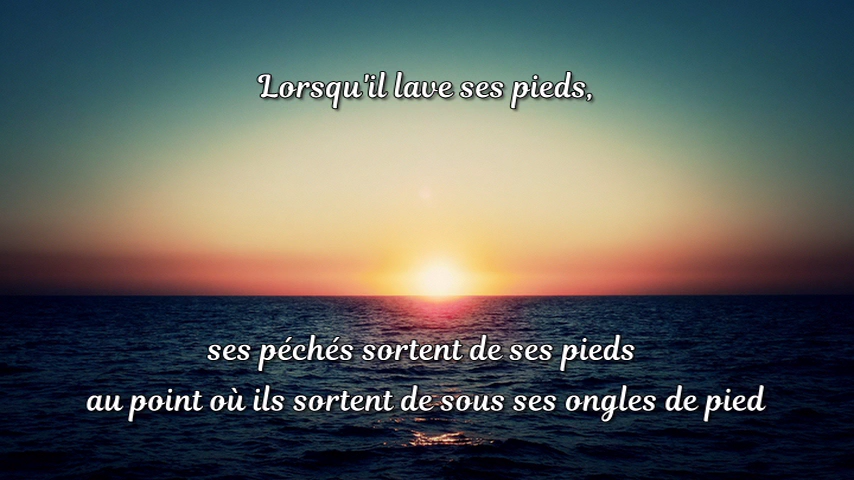 Lorsqu'il lave ses pieds,
ses péchés sortent de ses pieds
au point où ils sortent de sous ses ongles de pied